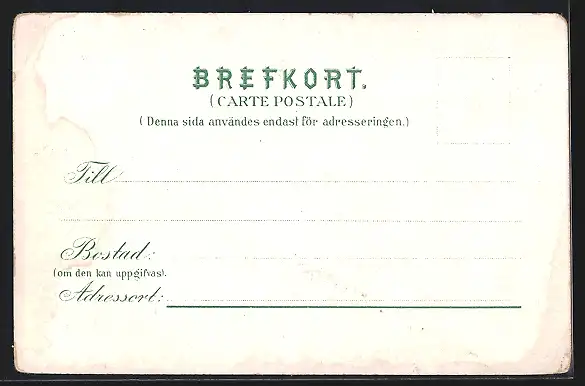 BREFKORT.
(CARTE POSTALE)
(Denna sida användes endast för adresseringen.)
Till
Bostad:
(om den kan uppgifvas).
Adressort: